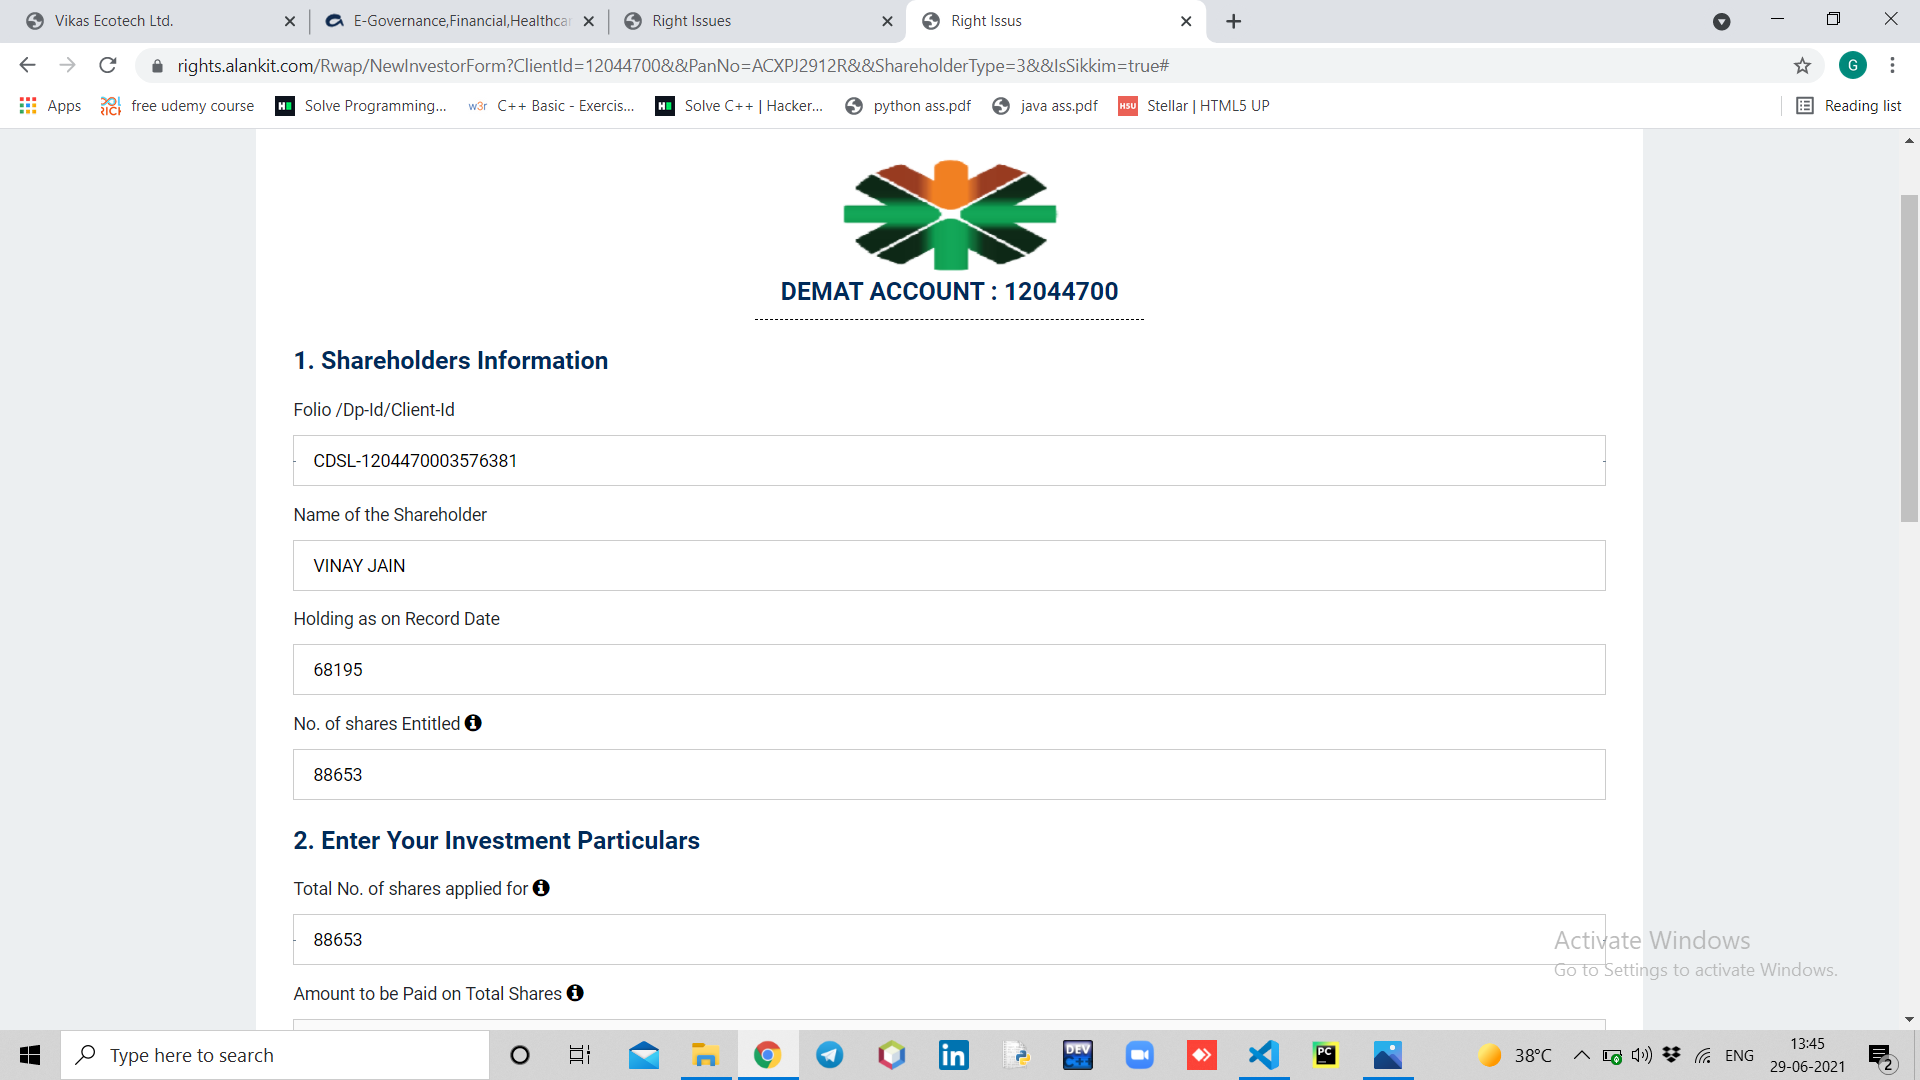 Vikas Ecotech Ltd.
E-Governance,Financial,Healthcar
Right Issues
Right Issus
rights.alankit.com/Rwap/NewInvestorForm?ClientId=12044700&&PanNo=ACXPJ2912R&&ShareholderType=3&&IsSikkim=true#
G
Apps
free udemy course
Solve Programming...
w3r
C++ Basic - Exercis...
Solve C++ | Hacker...
python ass.pdf
java ass.pdf
HSU
Stellar | HTML5 UP
Reading list
DEMAT ACCOUNT : 12044700
1. Shareholders Information
Folio /Dp-Id/Client-Id
CDSL-1204470003576381
Name of the Shareholder
VINAY JAIN
Holding as on Record Date
68195
No. of shares Entitled
88653
2. Enter Your Investment Particulars
Total No. of shares applied for
88653
Amount to be Paid on Total Shares
Activate Windows
Go to Settings to activate Windows.
Type here to search
DEV
C++
PC
38°C
ENG
13:45
29-06-2021
2